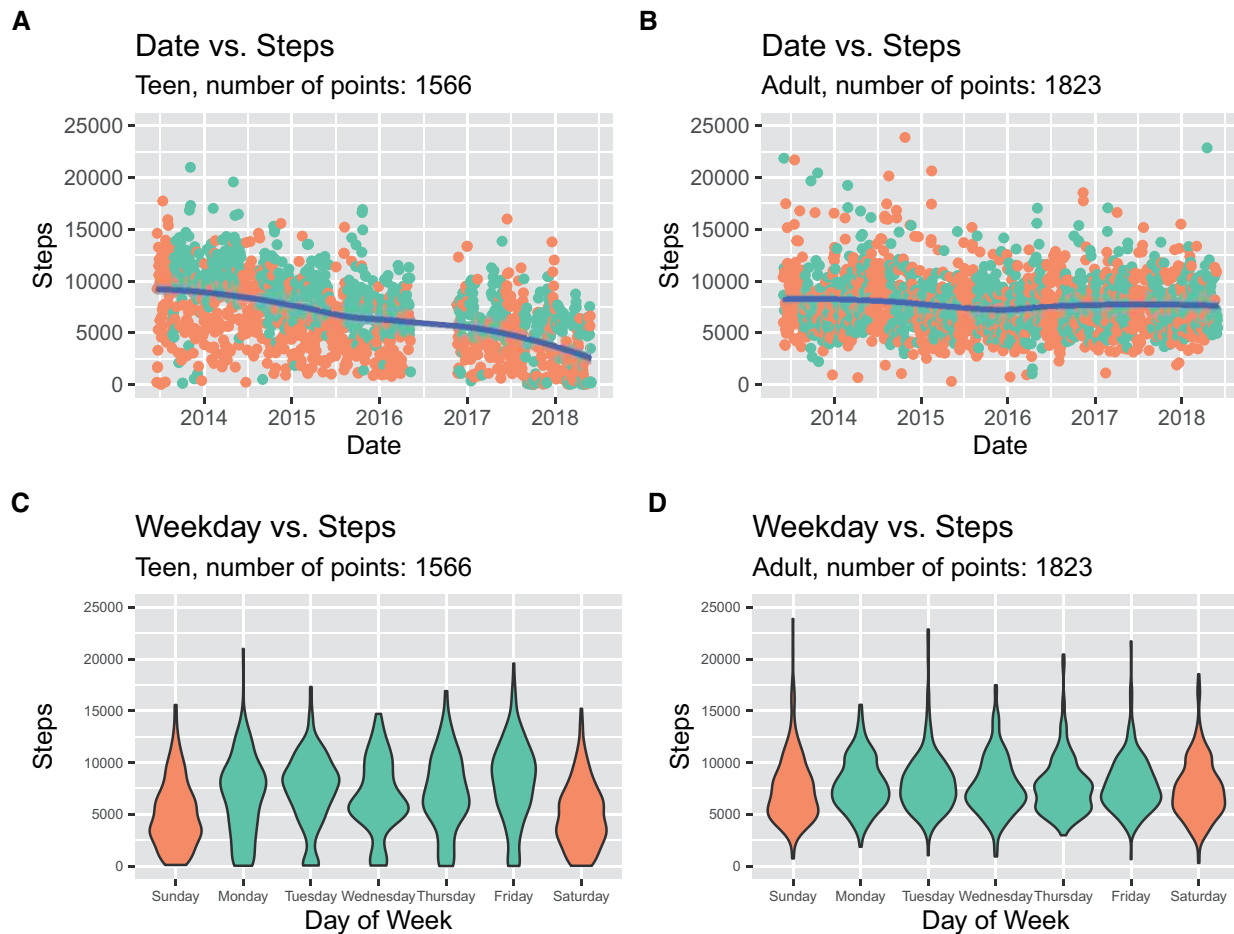 A
Date vs. Steps
Teen, number of points: 1566
25000
20000
15000
10000
5000
0
Steps
2014 2015 2016 2017 2018
Date
B
Date vs. Steps
Adult, number of points: 1823
25000
20000
15000
10000
5000
0
Steps
2014 2015 2016 2017 2018
Date
C
Weekday vs. Steps
Teen, number of points: 1566
25000
20000
15000
10000
5000
0
Steps
Sunday Monday Tuesday Wednesday Thursday Friday Saturday
Day of Week
D
Weekday vs. Steps
Adult, number of points: 1823
25000
20000
15000
10000
5000
0
Steps
Sunday Monday Tuesday Wednesday Thursday Friday Saturday
Day of Week